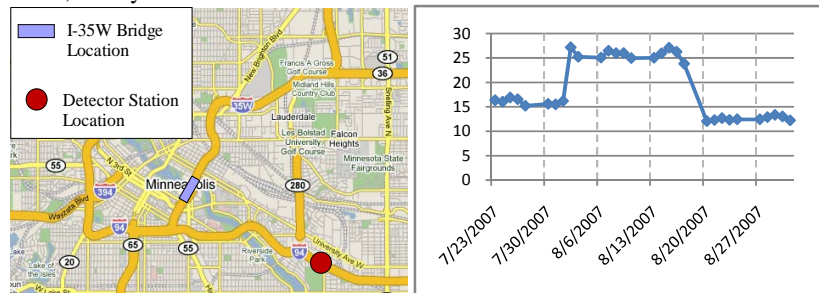 I-35W Bridge
Location
Detector Station
Location
New Brighton Blvd
Francis A Gross
Golf Course
Midland Hills
Country Club
51
36
Snelling Ave N
35W
Lauderdale
Les Bolstad
University
Golf Course
Falcon
Heights
Minnesota State
Fairgrounds
55
N 3rd St
Minneapolis
280
394
Wayzata Blvd
94
65
55
University Ave W
94
Riverside
Park
20
Lake of
the Isles
W Lake St
30
25
20
15
10
5
0
7/23/2007
7/30/2007
8/6/2007
8/13/2007
8/20/2007
8/27/2007